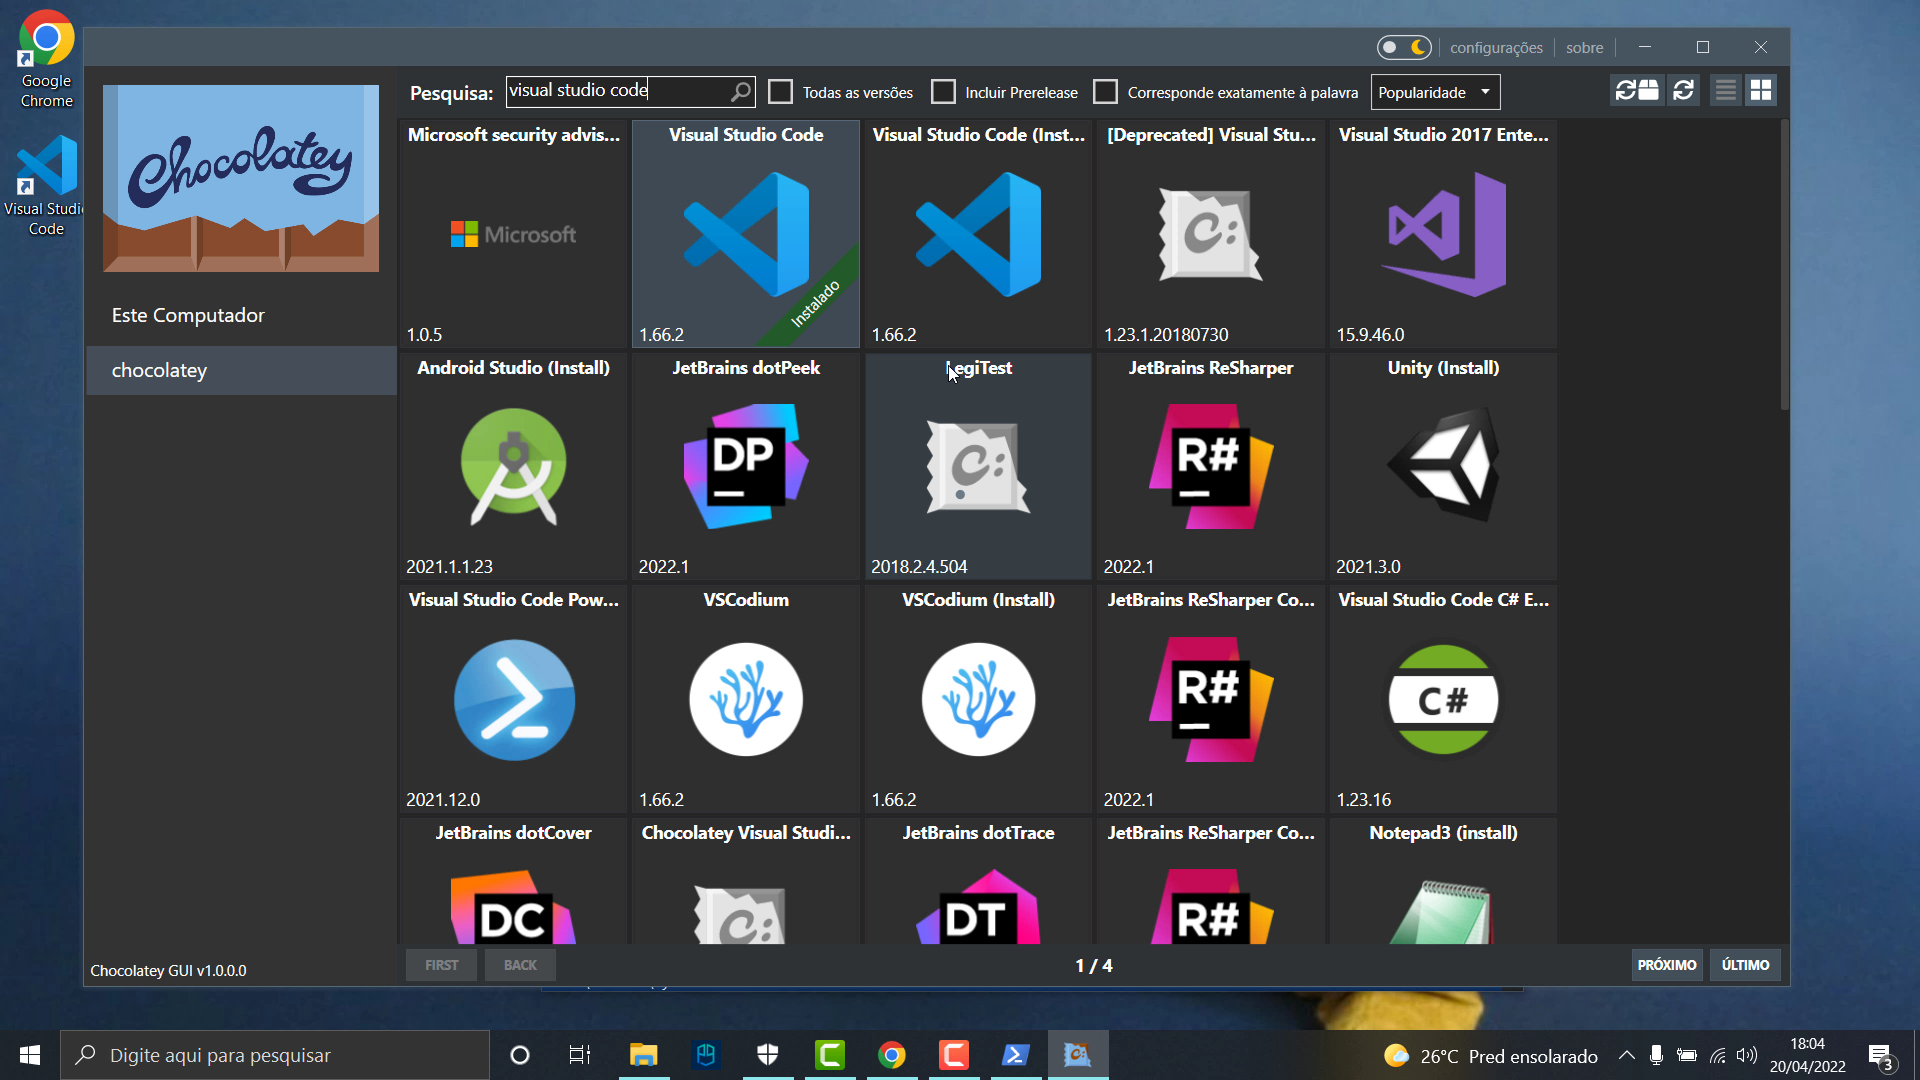 Google
Chrome
Visual Studio
Code
configurações
sobre
Chocolatey
Este Computador
chocolatey
Chocolatey GUI v1.0.0.0
Pesquisa:
visual studio code
Todas as versões
Incluir Prerelease
Corresponde exatamente à palavra
Popularidade
Microsoft security advis...
Visual Studio Code
Visual Studio Code (Inst...
[Deprecated] Visual Stu...
Visual Studio 2017 Ente...
Microsoft
Instalado
C:
1.0.5
1.66.2
1.66.2
1.23.1.20180730
15.9.46.0
Android Studio (Install)
JetBrains dotPeek
LegiTest
JetBrains ReSharper
Unity (Install)
DP
C:
R#
2021.1.1.23
2022.1
2018.2.4.504
2022.1
2021.3.0
Visual Studio Code Pow...
VSCodium
VSCodium (Install)
JetBrains ReSharper Co...
Visual Studio Code C# E...
R#
C#
2021.12.0
1.66.2
1.66.2
2022.1
1.23.16
JetBrains dotCover
Chocolatey Visual Studi...
JetBrains dotTrace
JetBrains ReSharper Co...
Notepad3 (install)
DC
C:
DT
R#
FIRST
BACK
1 / 4
PRÓXIMO
ÚLTIMO
Digite aqui para pesquisar
26°C Pred ensolarado
18:04
20/04/2022
3